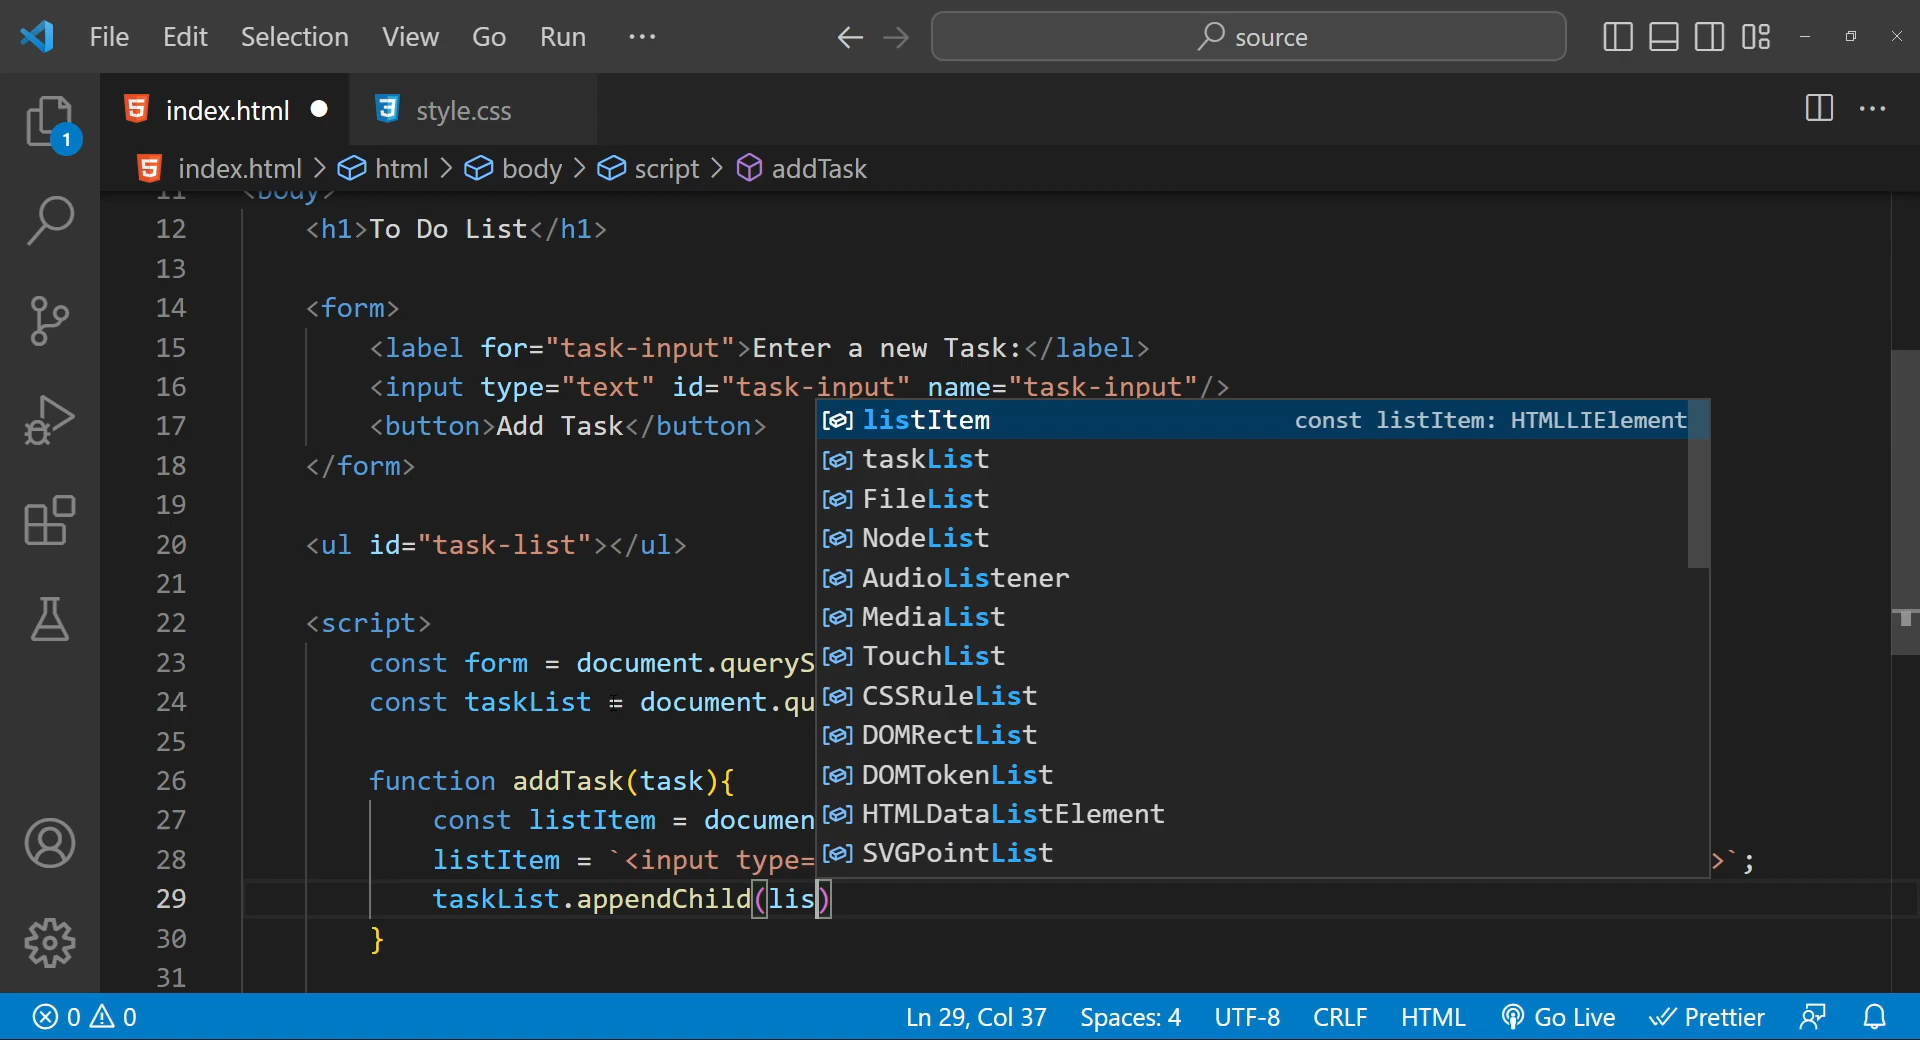 File Edit Selection View Go Run ··· source
index.html style.css
1
index.html > html > body > script > addTask
11 <body>
12 <h1>To Do List</h1>
13
14 <form>
15 <label for="task-input">Enter a new Task:</label>
16 <input type="text" id="task-input" name="task-input"/>
17 <button>Add Task</button>
18 </form>
19
20 <ul id="task-list"></ul>
21
22 <script>
23 const form = document.queryS
24 const taskList = document.qu
25
26 function addTask(task){
27 const listItem = documen
28 listItem = `<input type= >`;
29 taskList.appendChild(lis)
30 }
31
listItem const listItem: HTMLLIElement
taskList
FileList
NodeList
AudioListener
MediaList
TouchList
CSSRuleList
DOMRectList
DOMTokenList
HTMLDataListElement
SVGPointList
0 0 Ln 29, Col 37 Spaces: 4 UTF-8 CRLF HTML Go Live Prettier